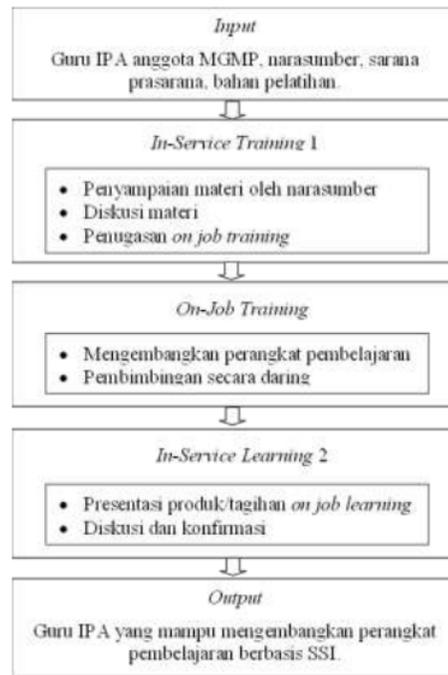 Input
Guru IPA anggota MGMP, narasumber, sarana
prasarana, bahan pelatihan.
In-Service Training 1
• Penyampaian materi oleh narasumber
• Diskusi materi
• Penugasan on job training
On-Job Training
• Mengembangkan perangkat pembelajaran
• Pembimbingan secara daring
In-Service Learning 2
• Presentasi produk/tagihan on job learning
• Diskusi dan konfirmasi
Output
Guru IPA yang mampu mengembangkan perangkat
pembelajaran berbasis SSI.